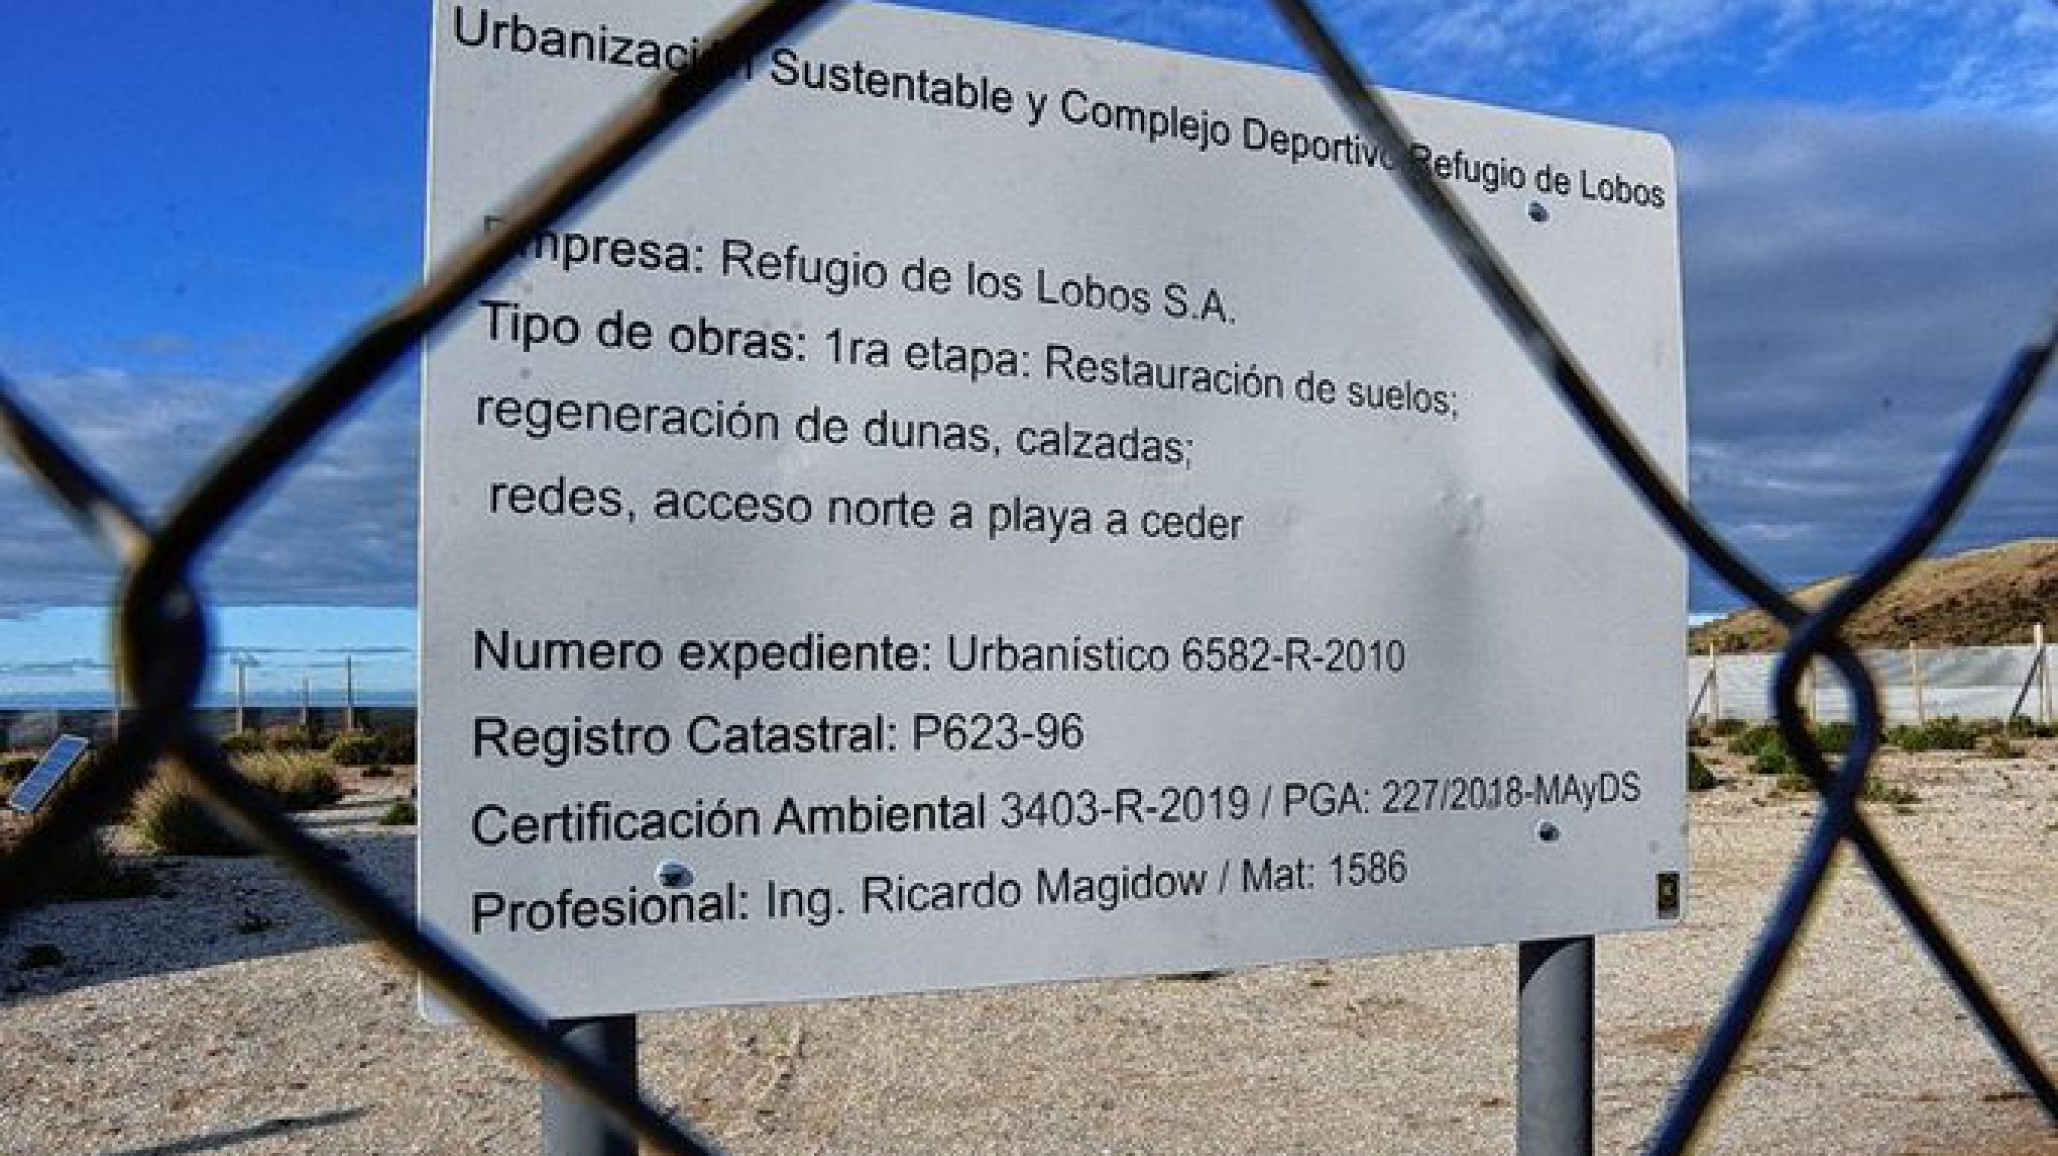 Urbanización Sustentable y Complejo Deportivo Refugio de Lobos
Empresa: Refugio de los Lobos S.A.
Tipo de obras: 1ra etapa: Restauración de suelos;
regeneración de dunas, calzadas;
redes, acceso norte a playa a ceder
Numero expediente: Urbanístico 6582-R-2010
Registro Catastral: P623-96
Certificación Ambiental 3403-R-2019 / PGA: 227/2018-MAyDS
Profesional: Ing. Ricardo Magidow / Mat: 1586